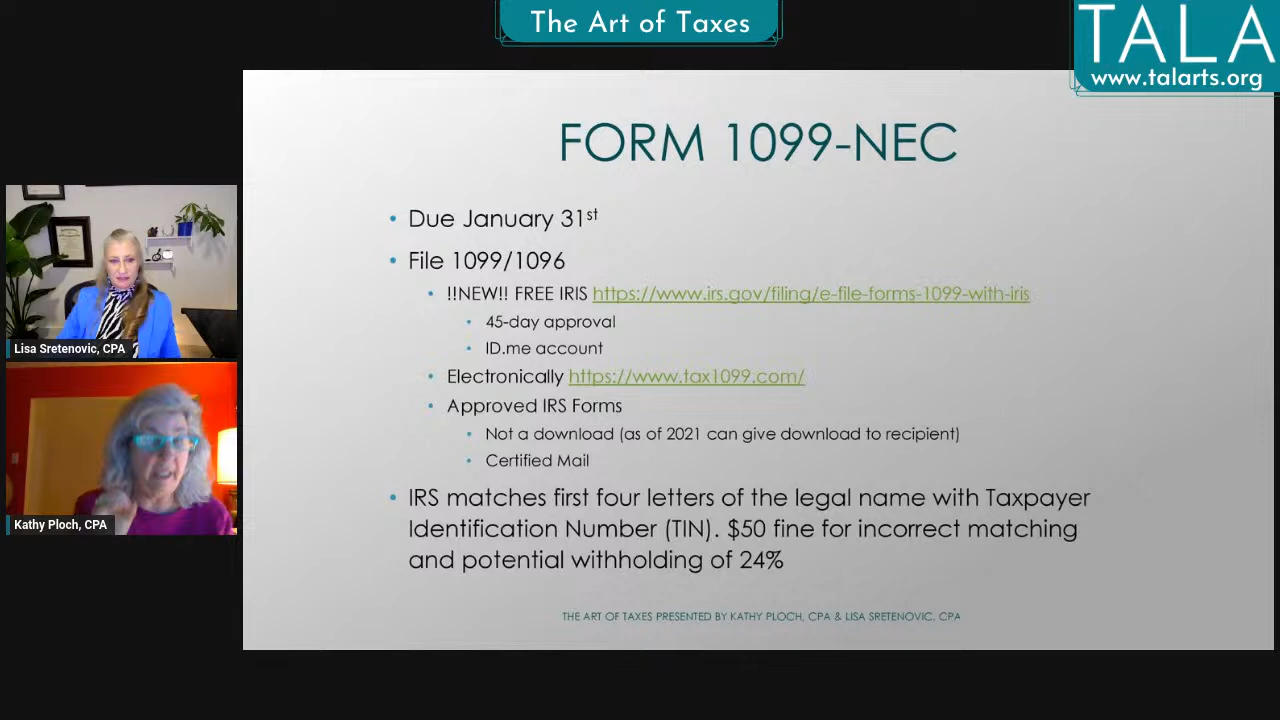 The Art of Taxes
TALA
www.talarts.org
FORM 1099-NEC
• Due January 31st
• File 1099/1096
• !!NEW!! FREE IRIS https://www.irs.gov/filing/e-file-forms-1099-with-iris
• 45-day approval
• ID.me account
• Electronically https://www.tax1099.com/
• Approved IRS Forms
• Not a download (as of 2021 can give download to recipient)
• Certified Mail
• IRS matches first four letters of the legal name with Taxpayer
Identification Number (TIN). $50 fine for incorrect matching
and potential withholding of 24%
THE ART OF TAXES PRESENTED BY KATHY PLOCH, CPA & LISA SRETENOVIC, CPA
Lisa Sretenovic, CPA
Kathy Ploch, CPA